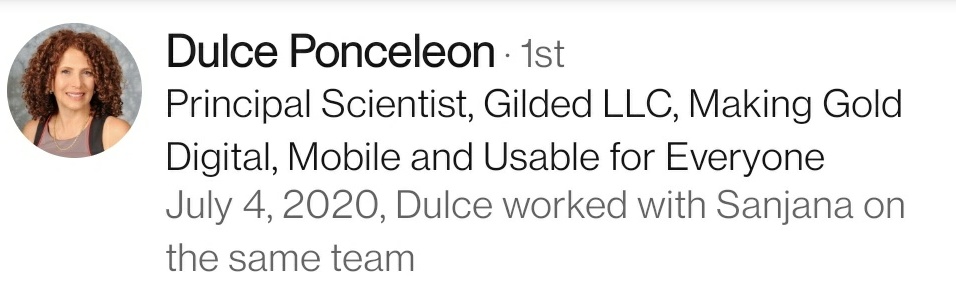 Dulce Ponceleon · 1st
Principal Scientist, Gilded LLC, Making Gold
Digital, Mobile and Usable for Everyone
July 4, 2020, Dulce worked with Sanjana on
the same team